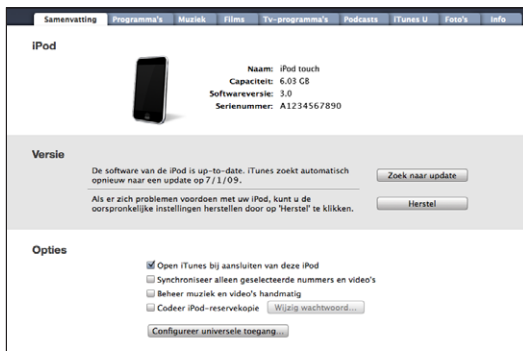 Samenvatting Programma's Muziek Films Tv-programma's Podcasts iTunes U Foto's Info
iPod
Naam: iPod touch
Capaciteit: 6.03 GB
Softwareversie: 3.0
Serienummer: A1234567890
Versie
De software van de iPod is up-to-date. iTunes zoekt automatisch
opnieuw naar een update op 7/1/09.
Zoek naar update
Als er zich problemen voordoen met uw iPod, kunt u de
oorspronkelijke instellingen herstellen door op 'Herstel' te klikken.
Herstel
Opties
Open iTunes bij aansluiten van deze iPod
Synchroniseer alleen geselecteerde nummers en video's
Beheer muziek en video's handmatig
Codeer iPod-reservekopie Wijzig wachtwoord...
Configureer universele toegang...